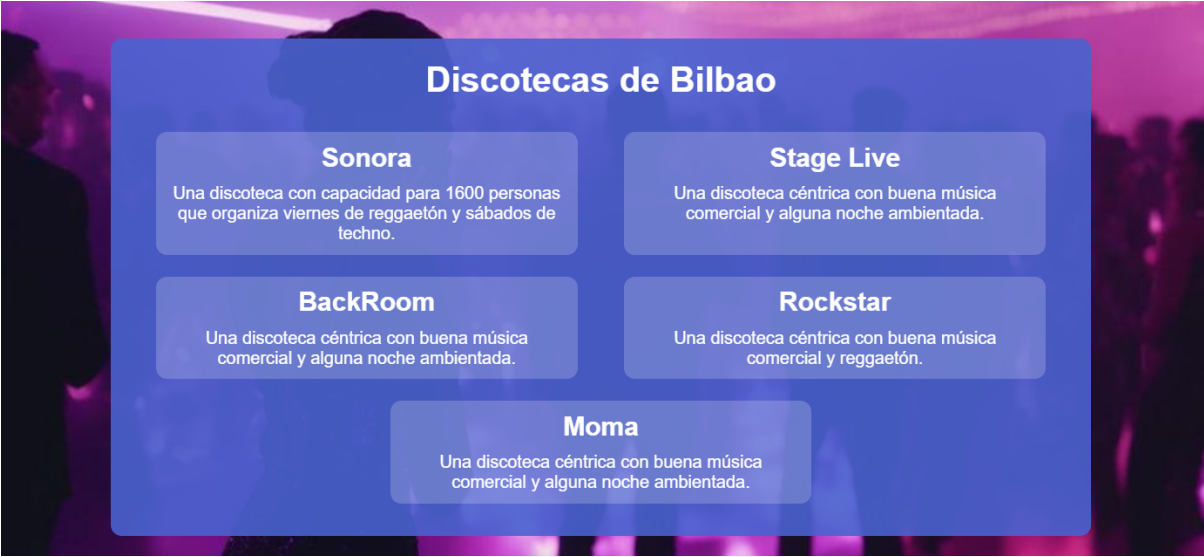 Discotecas de Bilbao
Sonora
Una discoteca con capacidad para 1600 personas
que organiza viernes de reggaetón y sábados de
techno.
Stage Live
Una discoteca céntrica con buena música
comercial y alguna noche ambientada.
BackRoom
Una discoteca céntrica con buena música
comercial y alguna noche ambientada.
Rockstar
Una discoteca céntrica con buena música
comercial y reggaetón.
Moma
Una discoteca céntrica con buena música
comercial y alguna noche ambientada.